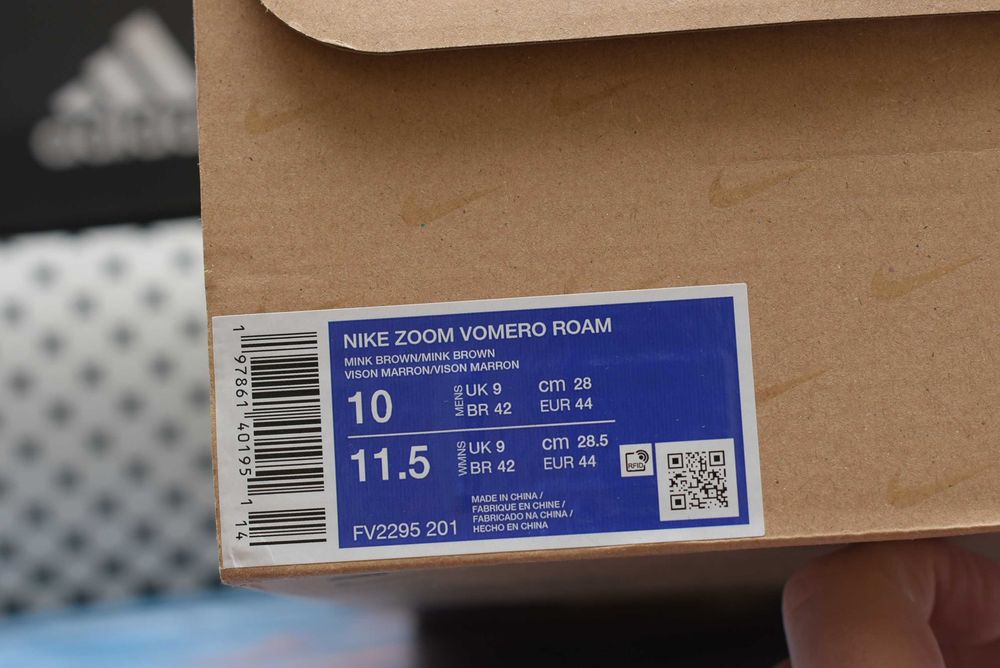 adidas
NIKE ZOOM VOMERO ROAM
MINK BROWN/MINK BROWN
VISON MARRON/VISON MARRON
10
MENS
UK 9
cm 28
BR 42
EUR 44
11.5
WMNS
UK 9
cm 28.5
BR 42
EUR 44
RFID
MADE IN CHINA /
FABRIQUE EN CHINE /
FABRICADO NA CHINA /
HECHO EN CHINA
FV2295 201
1 97861 40195 1 14